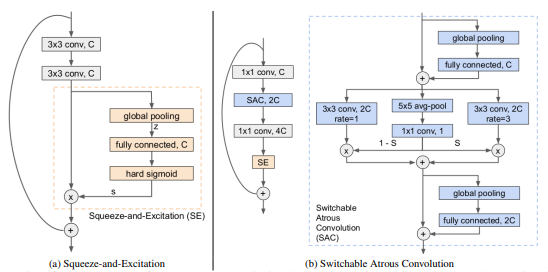 3x3 conv, C
3x3 conv, C
global pooling
z
fully connected, C
hard sigmoid
s
x
Squeeze-and-Excitation (SE)
+
(a) Squeeze-and-Excitation
1x1 conv, C
SAC, 2C
1x1 conv, 4C
SE
+
global pooling
fully connected, C
+
3x3 conv, 2C
rate=1
5x5 avg-pool
1x1 conv, 1
3x3 conv, 2C
rate=3
x
1 - S
S
x
+
global pooling
fully connected, 2C
+
Switchable
Atrous
Convolution
(SAC)
(b) Switchable Atrous Convolution